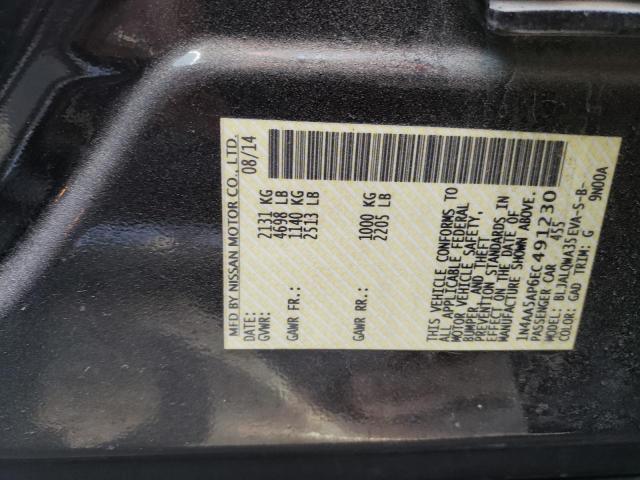 MFD BY NISSAN MOTOR CO., LTD.
DATE: 08/14
GVWR: 2131 KG
4698 LB
GAWR FR: 1140 KG
2513 LB
GAWR RR: 1000 KG
2205 LB
THIS VEHICLE CONFORMS TO
ALL APPLICABLE FEDERAL
MOTOR VEHICLE SAFETY,
BUMPER, AND THEFT
PREVENTION STANDARDS IN
EFFECT ON THE DATE OF
MANUFACTURE SHOWN ABOVE.
1N4AA5AP6EC491230
PASSENGER CAR 455
MODEL: BLJALQWA35EVA-S-B-
COLOR: GAD TRIM: G 9N00A